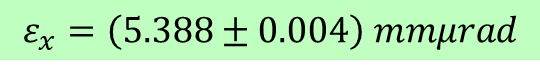 εₓ = (5.388 ± 0.004) mmμrad